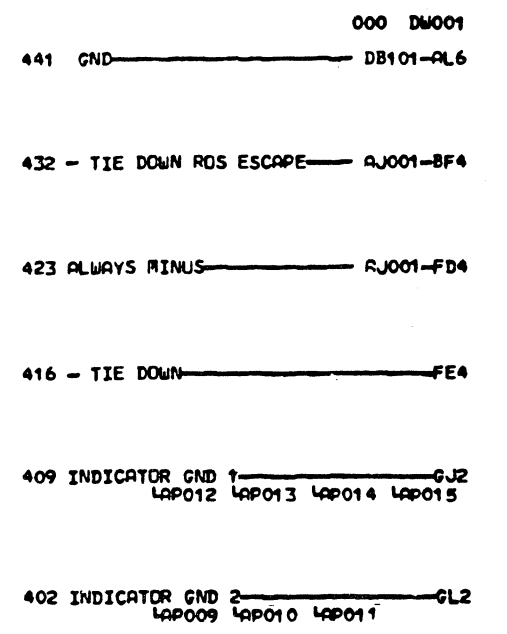 000 DW001
441 GND DB101-AL6
432 - TIE DOWN ROS ESCAPE AJ001-BF4
423 ALWAYS MINUS AJ001-FD4
416 - TIE DOWN FE4
409 INDICATOR GND 1 GJ2
LAP012 LAP013 LAP014 LAP015
402 INDICATOR GND 2 GL2
LAP009 LAP010 LAP011